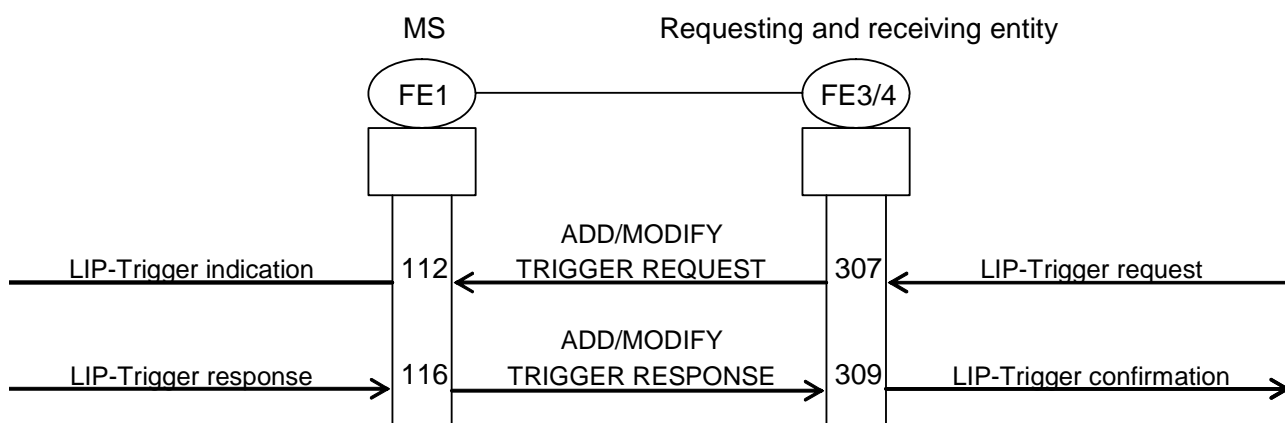 MS
Requesting and receiving entity
FE1
FE3/4
ADD/MODIFY
LIP-Trigger indication
112
TRIGGER REQUEST
307
LIP-Trigger request
ADD/MODIFY
LIP-Trigger response
116
TRIGGER RESPONSE
309
LIP-Trigger confirmation